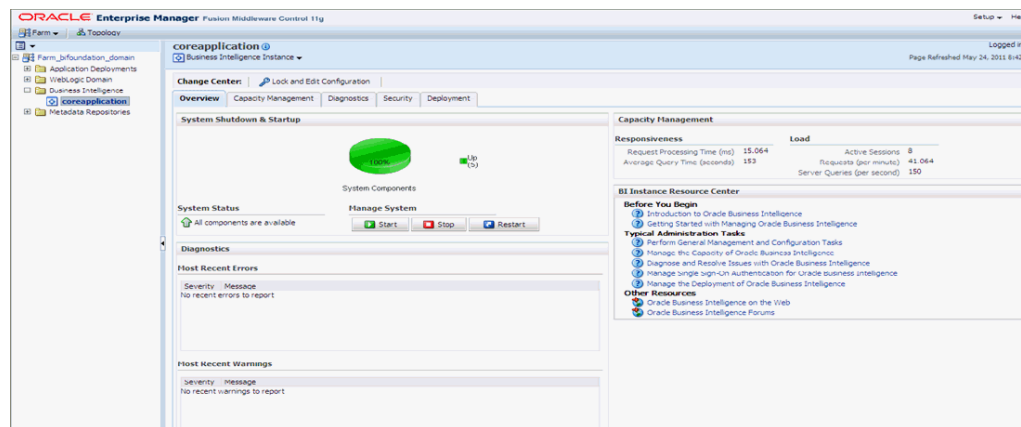 ORACLE Enterprise Manager Fusion Middleware Control 11g
Setup
Farm Topology
Farm_bifoundation_domain
Application Deployments
WebLogic Domain
Business Intelligence
coreapplication
Metadata Repositories
coreapplication
Logged in
Business Intelligence Instance
Page Refreshed May 24, 2011
Change Center: Lock and Edit Configuration
Overview Capacity Management Diagnostics Security Deployment
System Shutdown & Startup
100%
Up
(5)
System Components
System Status
Manage System
All components are available
Start Stop Restart
Diagnostics
Most Recent Errors
Severity Message
No recent errors to report
Most Recent Warnings
Severity Message
No recent warnings to report
Capacity Management
Responsiveness
Request Processing Time (ms) 15.064
Average Query Time (seconds) 153
Load
Active Sessions 8
Requests (per minute) 41.064
Server Queries (per second) 150
BI Instance Resource Center
Before You Begin
Introduction to Oracle Business Intelligence
Getting Started with Managing Oracle Business Intelligence
Typical Administration Tasks
Perform General Management and Configuration Tasks
Manage the Capacity of Oracle Business Intelligence
Diagnose and Resolve Issues with Oracle Business Intelligence
Manage Single Sign-On Authentication for Oracle Business Intelligence
Manage the Deployment of Oracle Business Intelligence
Other Resources
Oracle Business Intelligence on the Web
Oracle Business Intelligence Forums